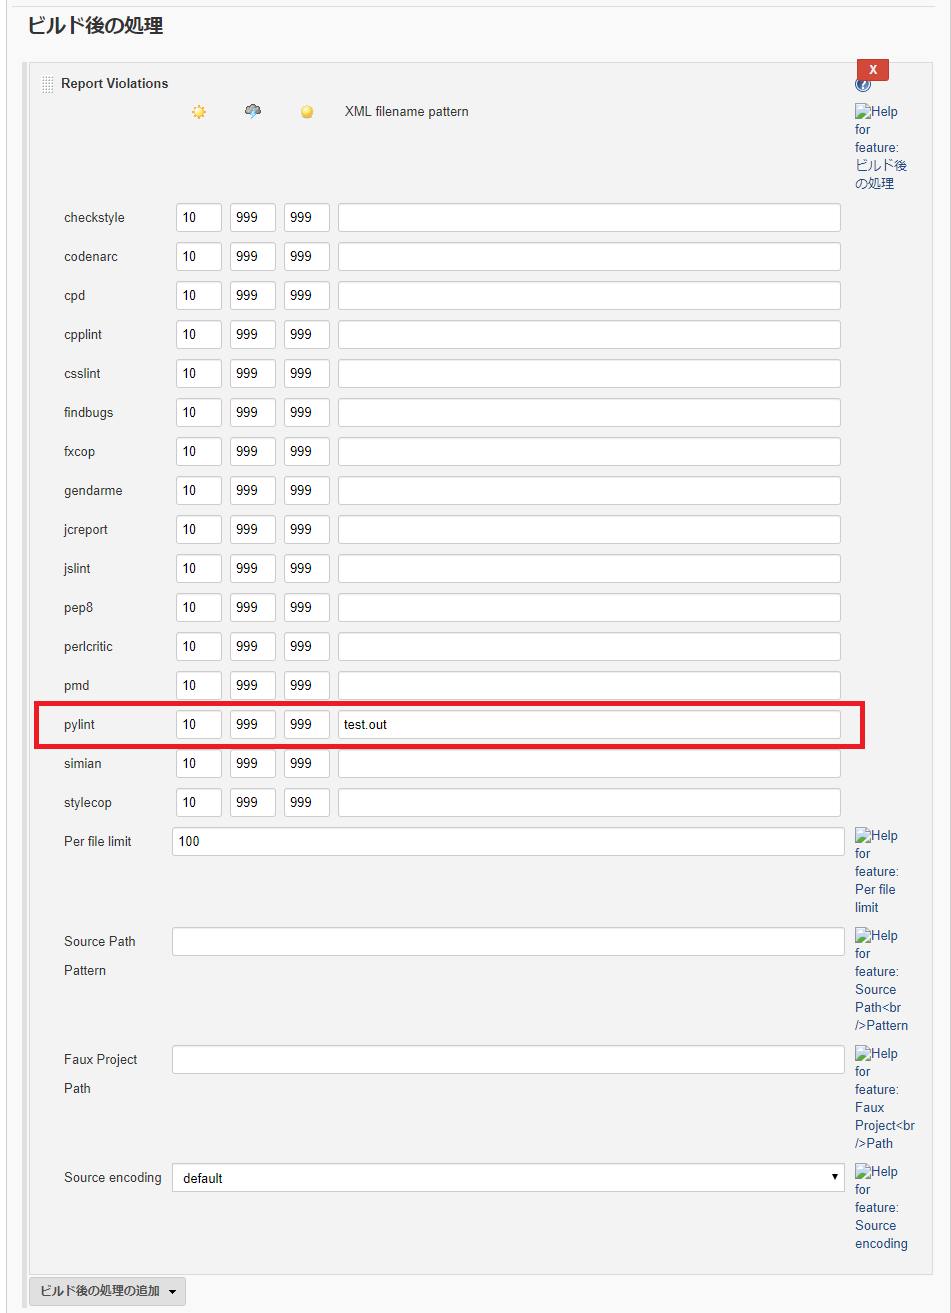 ビルド後の処理
X
Report Violations
XML filename pattern
Help
for
feature:
ビルド後
の処理
checkstyle 10 999 999
codenarc 10 999 999
cpd 10 999 999
cpplint 10 999 999
csslint 10 999 999
findbugs 10 999 999
fxcop 10 999 999
gendarme 10 999 999
jcreport 10 999 999
jslint 10 999 999
pep8 10 999 999
perlcritic 10 999 999
pmd 10 999 999
pylint 10 999 999 test.out
simian 10 999 999
stylecop 10 999 999
Per file limit 100
Help
for
feature:
Per file
limit
Source Path
Pattern
Help
for
feature:
Source
Path<br
/>Pattern
Faux Project
Path
Help
for
feature:
Faux
Project<br
/>Path
Source encoding default
Help
for
feature:
Source
encoding
ビルド後の処理の追加